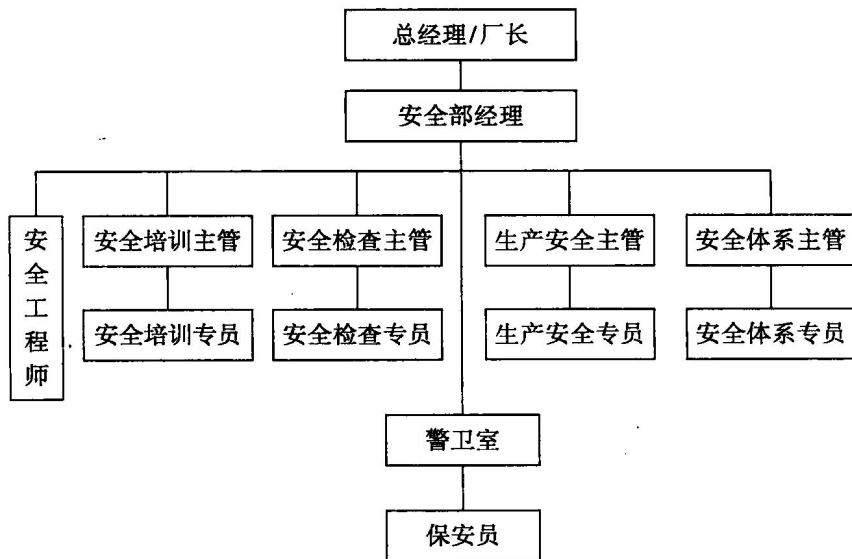 总经理/厂长
安全部经理
安全工程师
安全培训主管
安全检查主管
生产安全主管
安全体系主管
安全培训专员
安全检查专员
生产安全专员
安全体系专员
警卫室
保安员